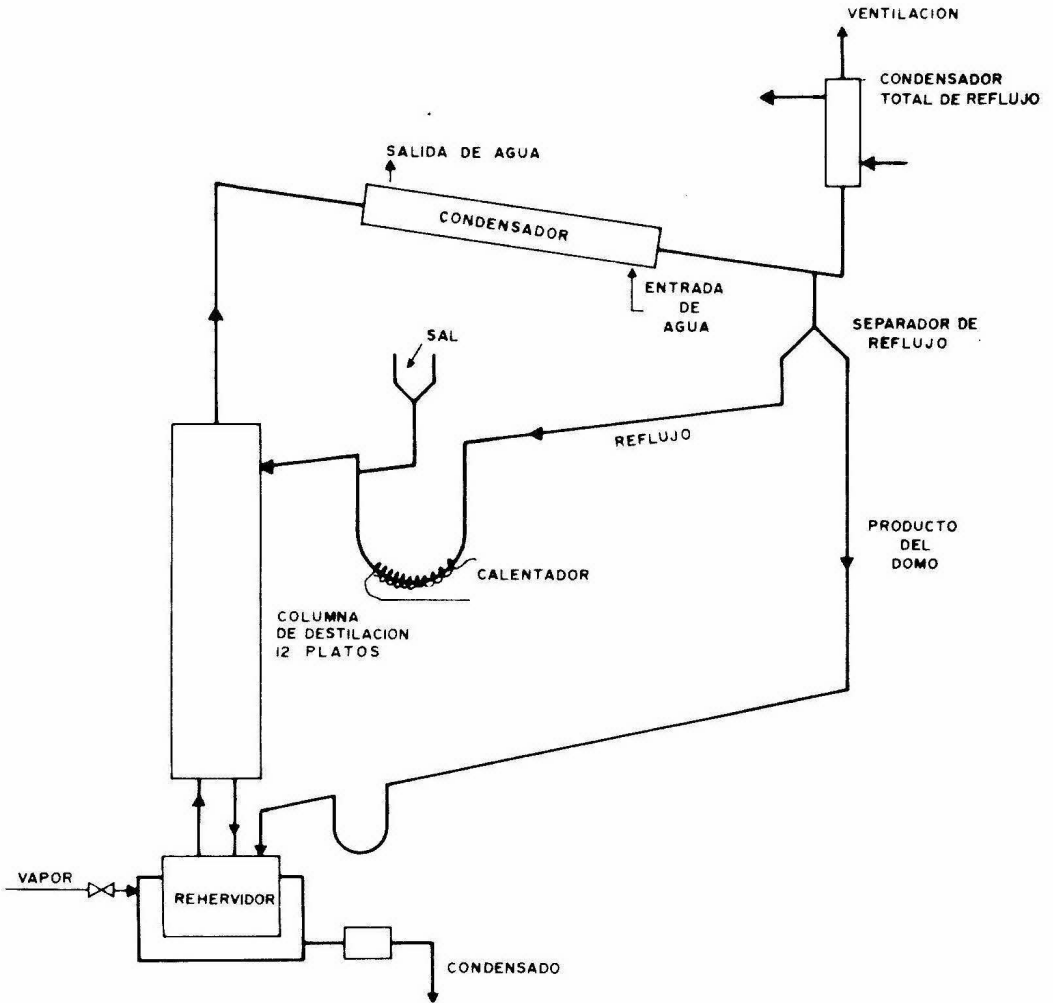 VENTILACION
CONDENSADOR
TOTAL DE REFLUJO
SALIDA DE AGUA
CONDENSADOR
ENTRADA
DE
AGUA
SEPARADOR DE
REFLUJO
SAL
REFLUJO
PRODUCTO
DEL
DOMO
CALENTADOR
COLUMNA
DE DESTILACION
12 PLATOS
VAPOR
REHERVIDOR
CONDENSADO